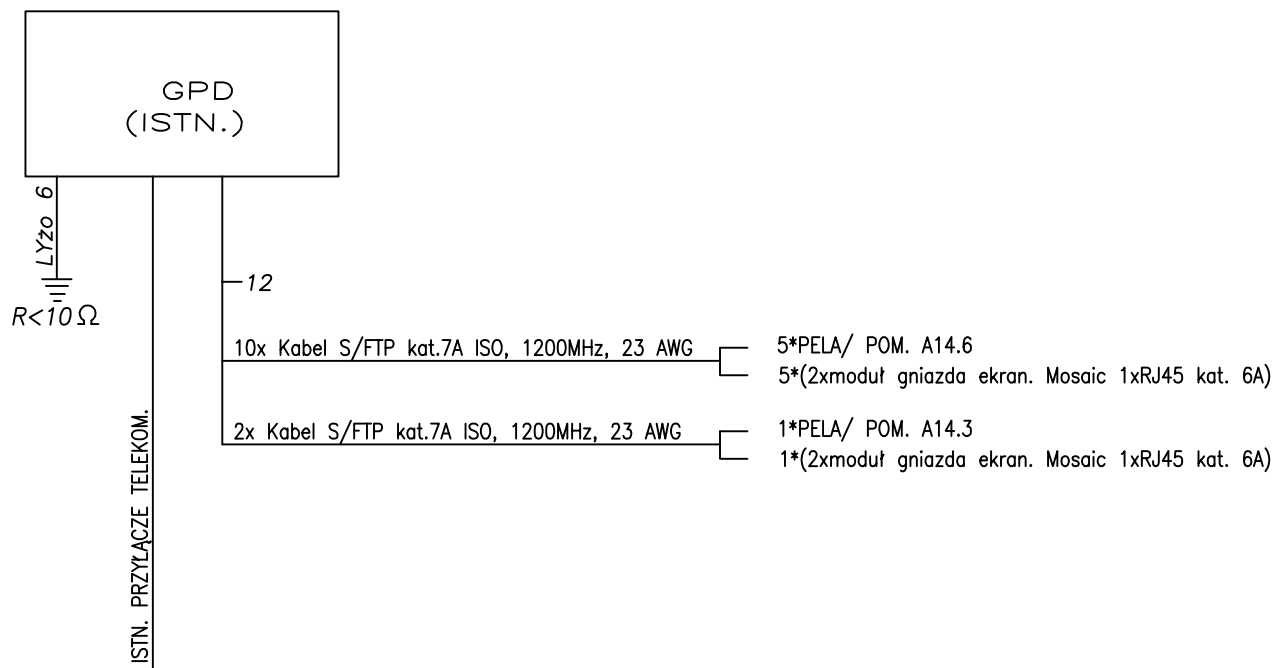 GPD
(ISTN.)
LYżo 6
R<10Ω
12
10x Kabel S/FTP kat.7A ISO, 1200MHz, 23 AWG
5*PELA/ POM. A14.6
5*(2xmoduł gniazda ekran. Mosaic 1xRJ45 kat. 6A)
2x Kabel S/FTP kat.7A ISO, 1200MHz, 23 AWG
1*PELA/ POM. A14.3
1*(2xmoduł gniazda ekran. Mosaic 1xRJ45 kat. 6A)
ISTN. PRZYŁĄCZE TELEKOM.